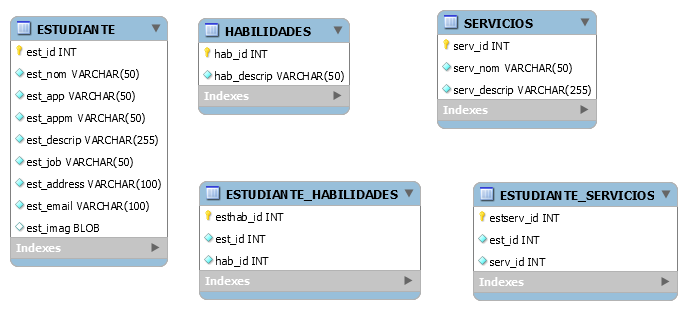 ESTUDIANTE
est_id INT
est_nom VARCHAR(50)
est_app VARCHAR(50)
est_appm VARCHAR(50)
est_descrip VARCHAR(255)
est_job VARCHAR(50)
est_address VARCHAR(100)
est_email VARCHAR(100)
est_imag BLOB
Indexes
HABILIDADES
hab_id INT
hab_descrip VARCHAR(50)
Indexes
SERVICIOS
serv_id INT
serv_nom VARCHAR(50)
serv_descrip VARCHAR(255)
Indexes
ESTUDIANTE_HABILIDADES
esthab_id INT
est_id INT
hab_id INT
Indexes
ESTUDIANTE_SERVICIOS
estserv_id INT
est_id INT
serv_id INT
Indexes